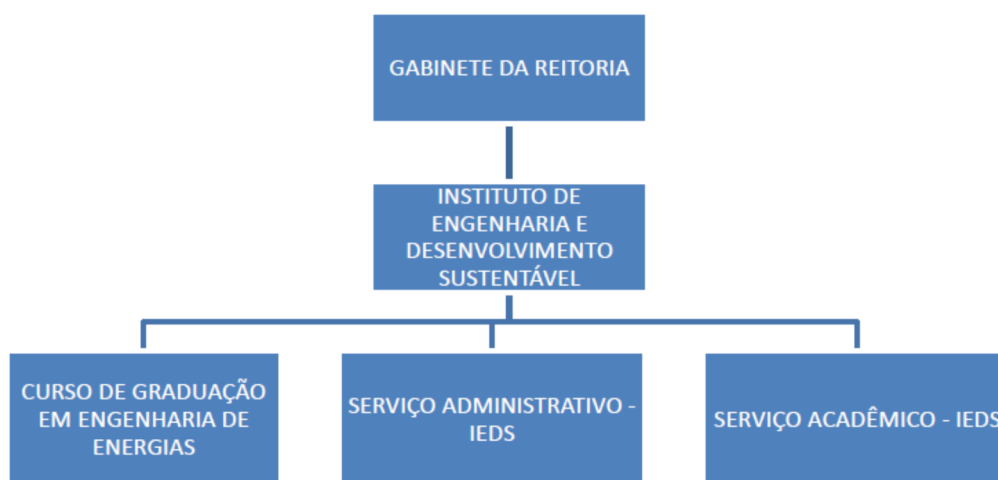 GABINETE DA REITORIA
INSTITUTO DE
ENGENHARIA E
DESENVOLVIMENTO
SUSTENTÁVEL
CURSO DE GRADUAÇÃO
EM ENGENHARIA DE
ENERGIAS
SERVIÇO ADMINISTRATIVO -
IEDS
SERVIÇO ACADÊMICO - IEDS